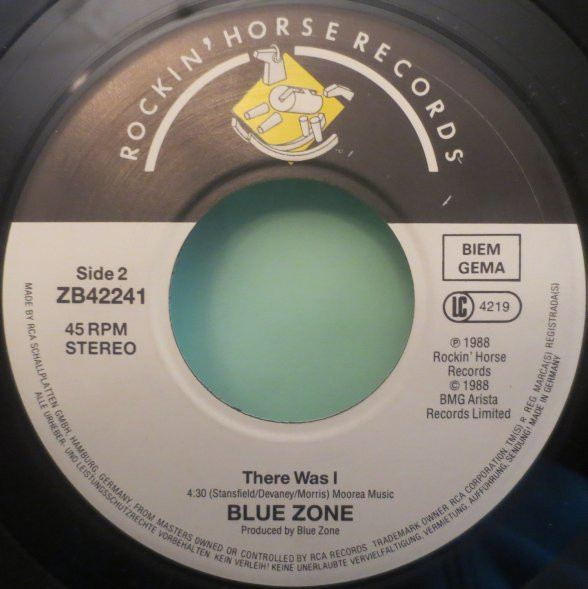 ROCKIN' HORSE RECORDS
Side 2
ZB42241
45 RPM
STEREO
BIEM
GEMA
LC 4219
℗ 1988
Rockin' Horse
Records
© 1988
BMG Arista
Records Limited
There Was I
4:30 (Stansfield/Devaney/Morris) Moorea Music
BLUE ZONE
Produced by Blue Zone
MADE BY RCA SCHALLPLATTEN GMBH, HAMBURG, GERMANY, FROM MASTERS OWNED OR CONTROLLED BY RCA RECORDS. TRADEMARK OWNER RCA CORPORATION TM(S) ® REG. MARCA(S) REGISTRADA(S)
ALLE URHEBER- UND LEISTUNGSSCHUTZRECHTE VORBEHALTEN. KEIN VERLEIH! KEINE UNERLAUBTE VERVIELFÄLTIGUNG, VERMIETUNG, AUFFÜHRUNG, SENDUNG! MADE IN GERMANY